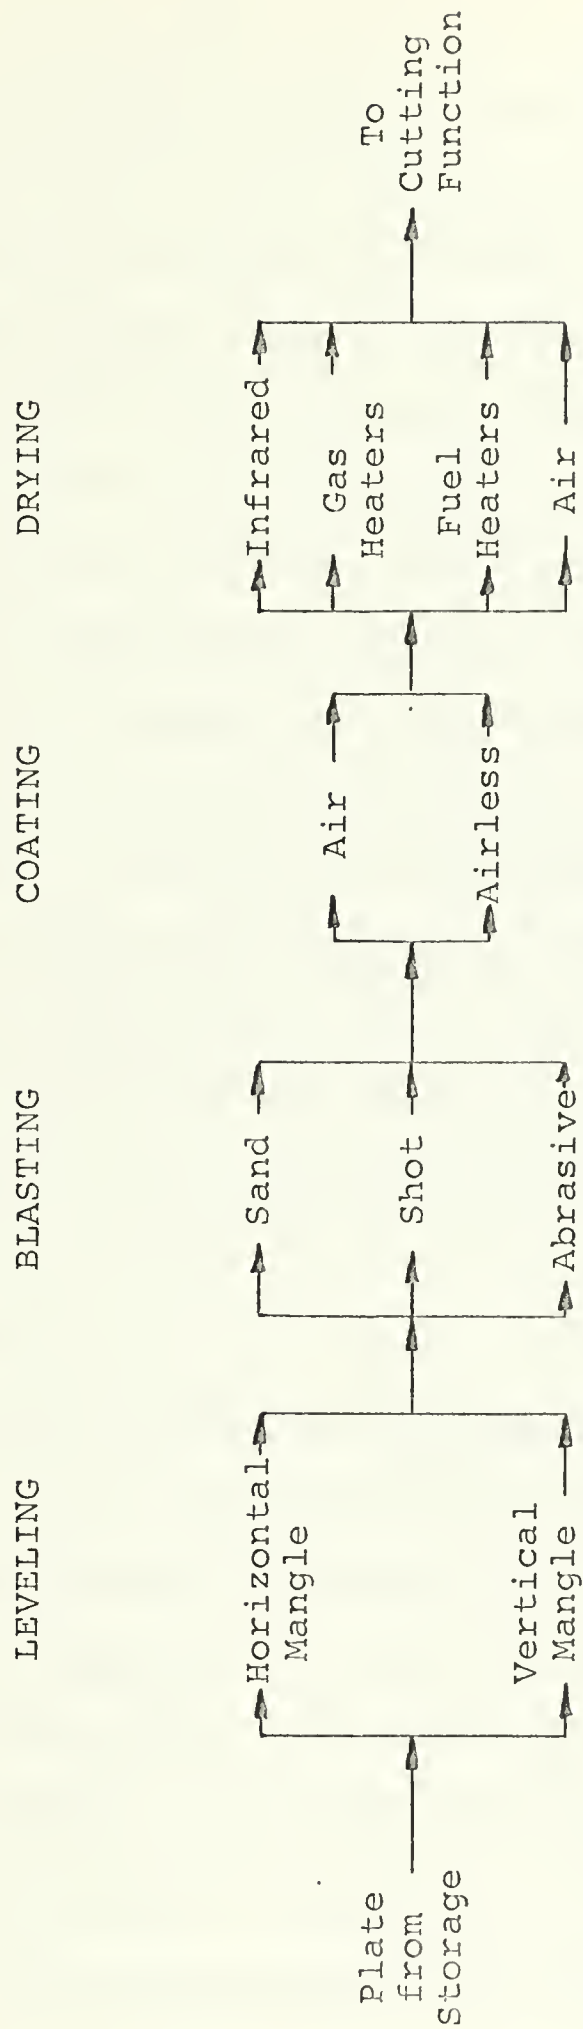 LEVELING
BLASTING
COATING
DRYING
Plate
from
Storage
Horizontal
Mangle
Vertical
Mangle
Sand
Shot
Abrasive
Air
Airless
Infrared
Gas
Heaters
Fuel
Heaters
Air
To
Cutting
Function